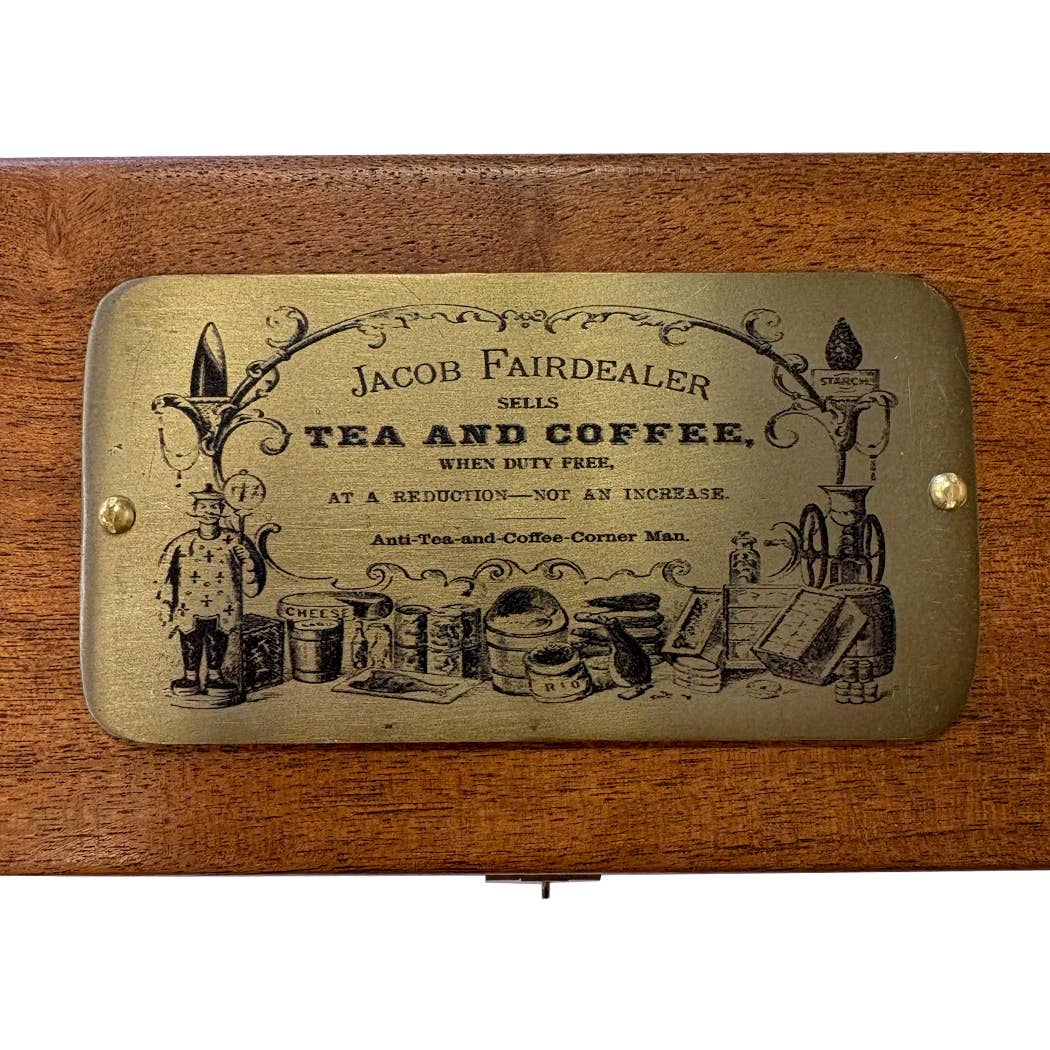 JACOB FAIRDEALER
SELLS
TEA AND COFFEE,
WHEN DUTY FREE,
AT A REDUCTION—NOT AN INCREASE.
Anti-Tea-and-Coffee-Corner Man.
STARCH
CHEESE
LARD
RIO